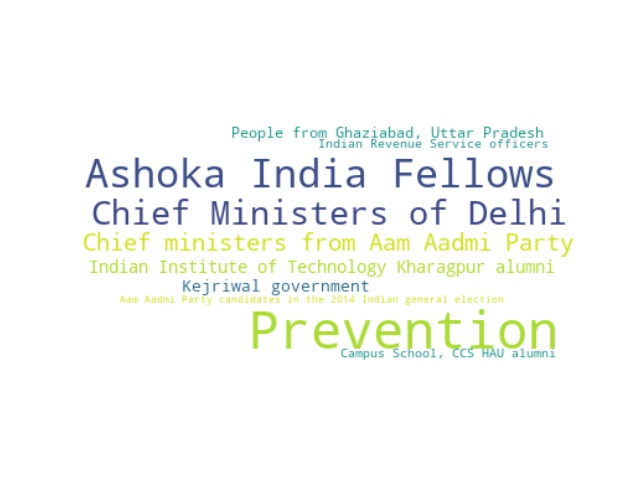 People from Ghaziabad, Uttar Pradesh
Indian Revenue Service officers
Ashoka India Fellows
Chief Ministers of Delhi
Chief ministers from Aam Aadmi Party
Indian Institute of Technology Kharagpur alumni
Kejriwal government
Aam Aadmi Party candidates in the 2014 Indian general election
Prevention
Campus School, CCS HAU alumni